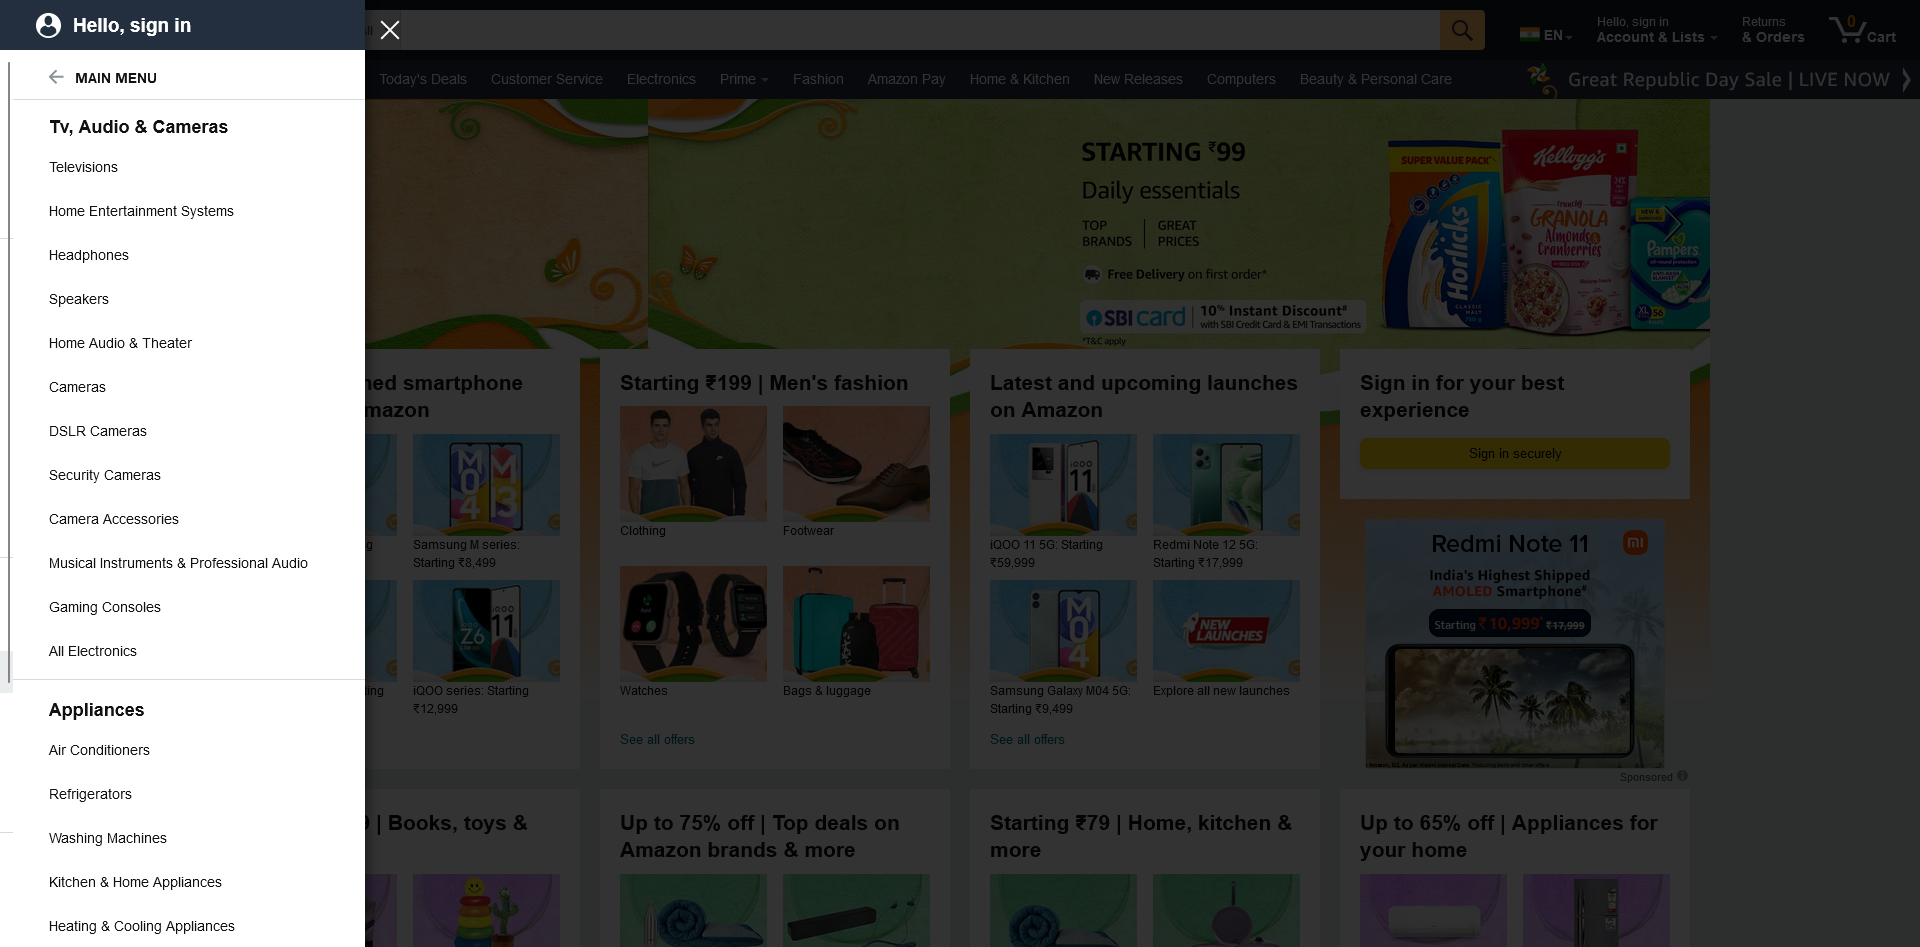 Hello, sign in
All
MAIN MENU
Tv, Audio & Cameras
Televisions
Home Entertainment Systems
Headphones
Speakers
Home Audio & Theater
Cameras
DSLR Cameras
Security Cameras
Camera Accessories
Musical Instruments & Professional Audio
Gaming Consoles
All Electronics
Appliances
Air Conditioners
Refrigerators
Washing Machines
Kitchen & Home Appliances
Heating & Cooling Appliances
EN
Hello, sign in
Account & Lists
Returns
& Orders
0
Cart
Today's Deals Customer Service Electronics Prime Fashion Amazon Pay Home & Kitchen New Releases Computers Beauty & Personal Care
Great Republic Day Sale | LIVE NOW
STARTING ₹99
Daily essentials
TOP
BRANDS
GREAT
PRICES
Free Delivery on first order*
SBI card
10% Instant Discount#
with SBI Credit Card & EMI Transactions
*T&C apply
SUPER VALUE PACK
Horlicks
CLASSIC
MALT
Kellogg's
CRUNCHY
GRANOLA
Almonds &
Cranberries
NEW &
Pampers
XL 56
mazon
Samsung M series:
Starting ₹8,499
iQOO series: Starting
₹12,999
Starting ₹199 | Men's fashion
Clothing
Footwear
Watches
Bags & luggage
See all offers
Latest and upcoming launches
on Amazon
iQOO 11 5G: Starting
₹59,999
Redmi Note 12 5G:
Starting ₹17,999
NEW
LAUNCHES
Samsung Galaxy M04 5G:
Starting ₹9,499
Explore all new launches
See all offers
Sign in for your best
experience
Sign in securely
Redmi Note 11
mi
India's Highest Shipped
AMOLED Smartphone#
Starting ₹10,999* ₹17,999
Sponsored
| Books, toys &
Up to 75% off | Top deals on
Amazon brands & more
Starting ₹79 | Home, kitchen &
more
Up to 65% off | Appliances for
your home